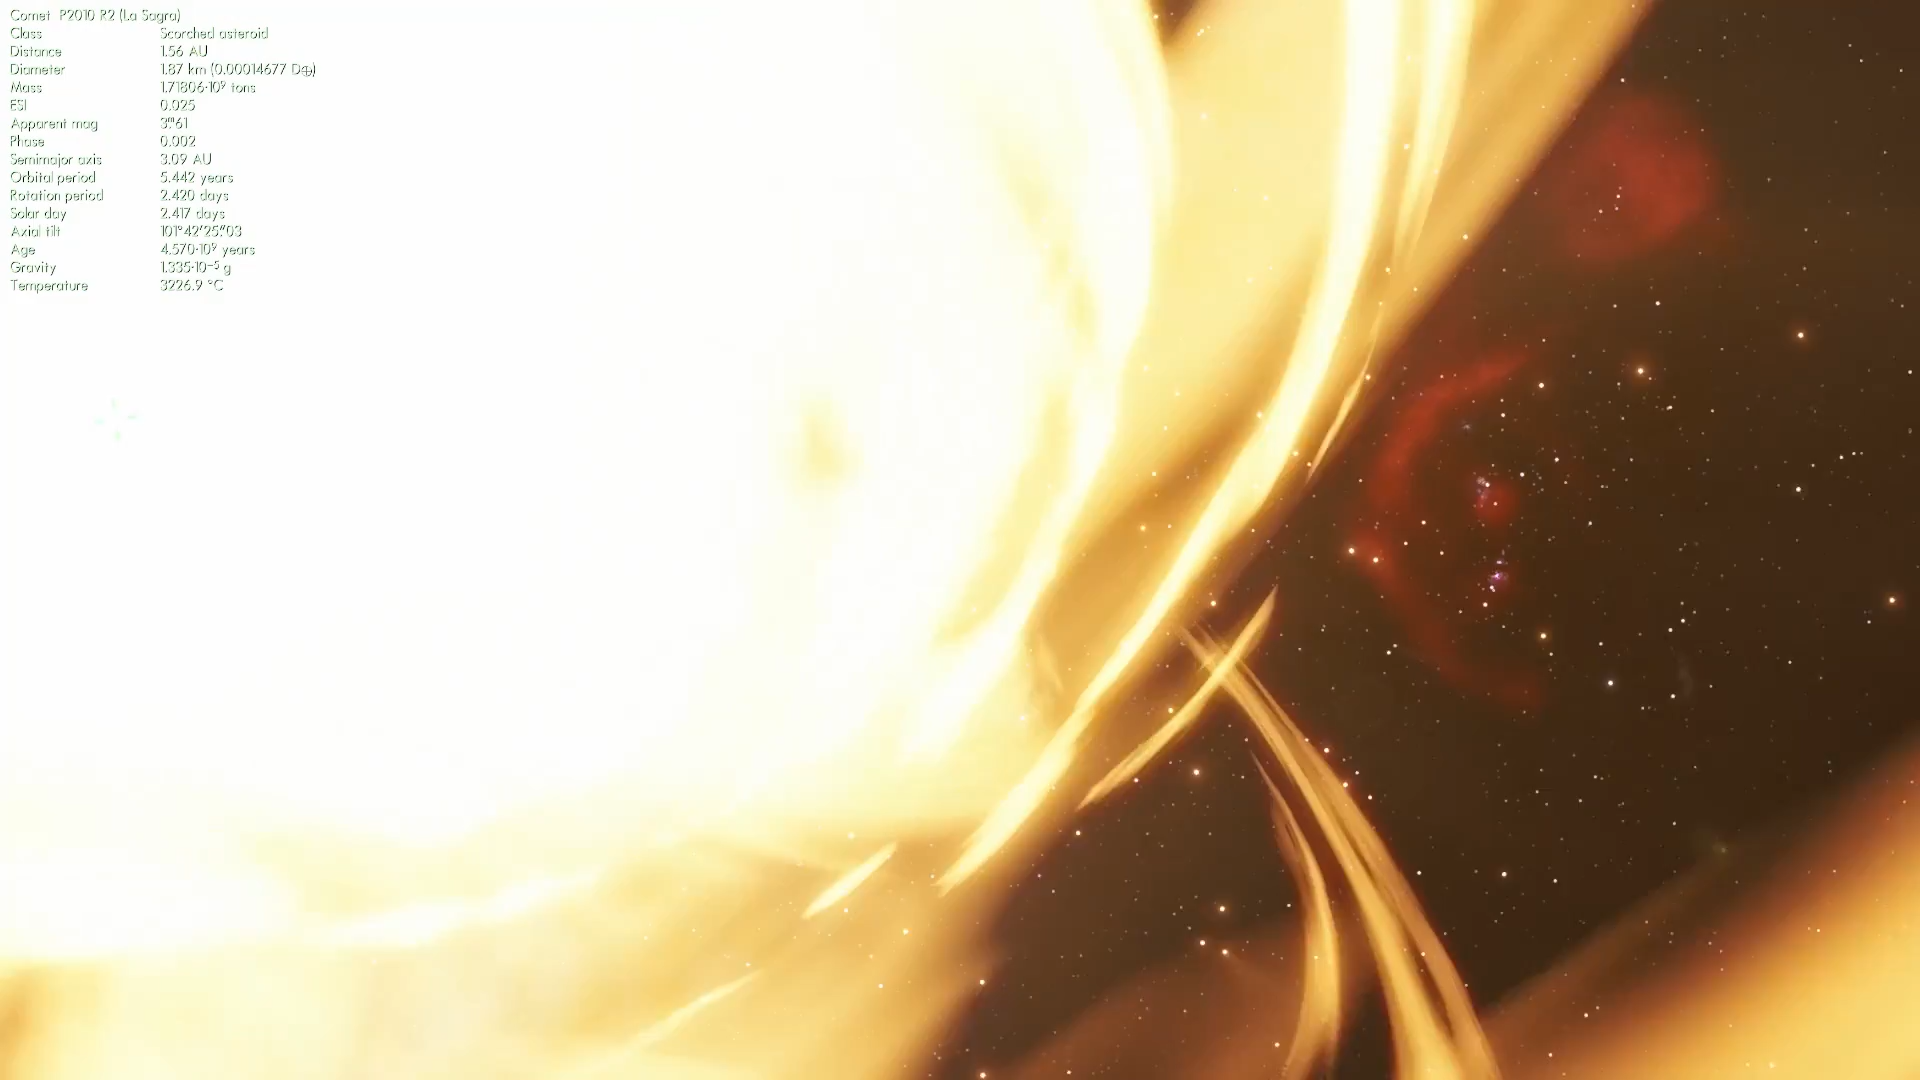 Comet P2010 R2 (La Sagra)
Class Scorched asteroid
Distance 1.56 AU
Diameter 1.87 km (0.00014677 D⊕)
Mass 1.71806·10⁹ tons
ESI 0.025
Apparent mag 3ᵐ.61
Phase 0.002
Semimajor axis 3.09 AU
Orbital period 5.442 years
Rotation period 2.420 days
Solar day 2.417 days
Axial tilt 101°42'25".03
Age 4.570·10⁹ years
Gravity 1.335·10⁻⁵ g
Temperature 3226.9 °C